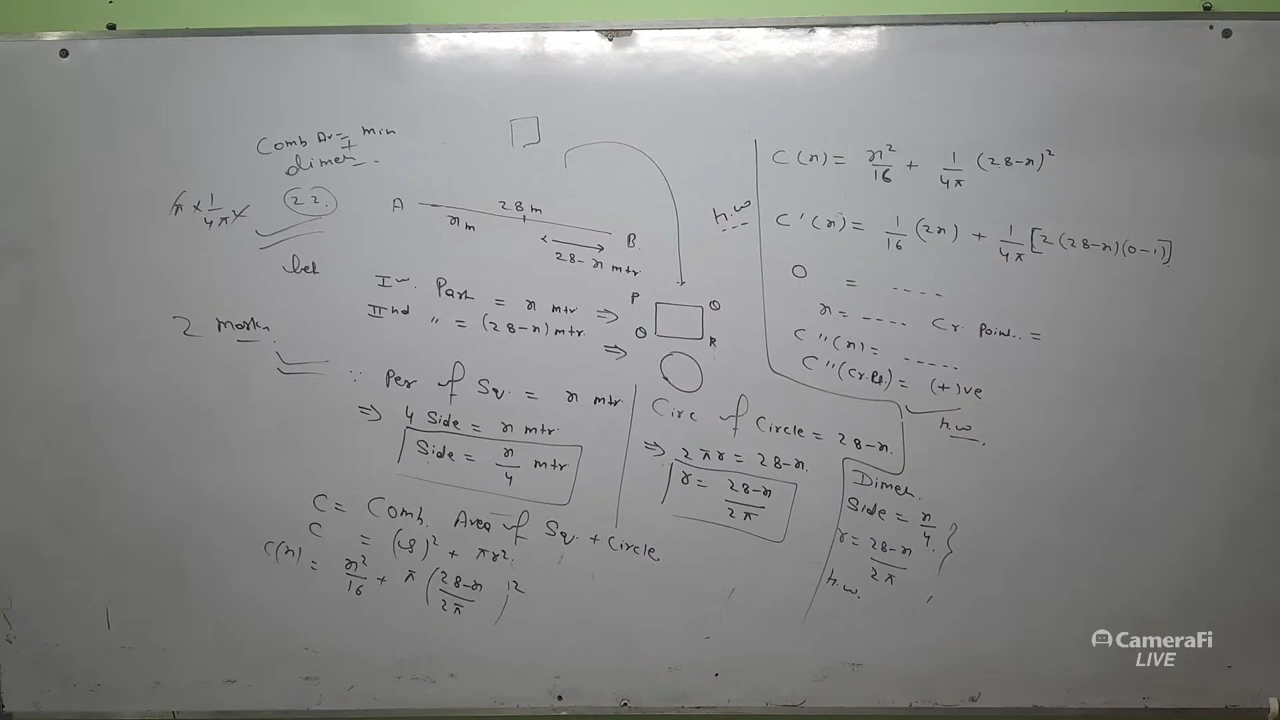 Comb Ar = min
+
dimen.
22.
A 28 m B.
x m
28-x mtr
Part = x mtr ⇒
IInd " = (28-x) mtr.
⇒
P Q
Q R
2 marks
∵ Per of Sq. = x mtr
⇒ 4 Side = x mtr.
Side = x/4 mtr
Circ of Circle = 28-x.
⇒ 2πr = 28-x.
r = 28-x/2π
C = Comb. Area of Sq. + Circle
C = (S)² + πr².
C(x) = x²/16 + π (28-x/2π)²
h.w
C(x) = x²/16 + 1/4π (28-x)²
C'(x) = 1/16 (2x) + 1/4π [2(28-x)(0-1)]
0 = ----
x = ---- Cr. Point.. =
C''(x) = -----
C''(Cr.Pt.) = (+)ve
h.w.
Dimen.
Side = x/4.
r = 28-x/2π
h.w.
CameraFi
LIVE